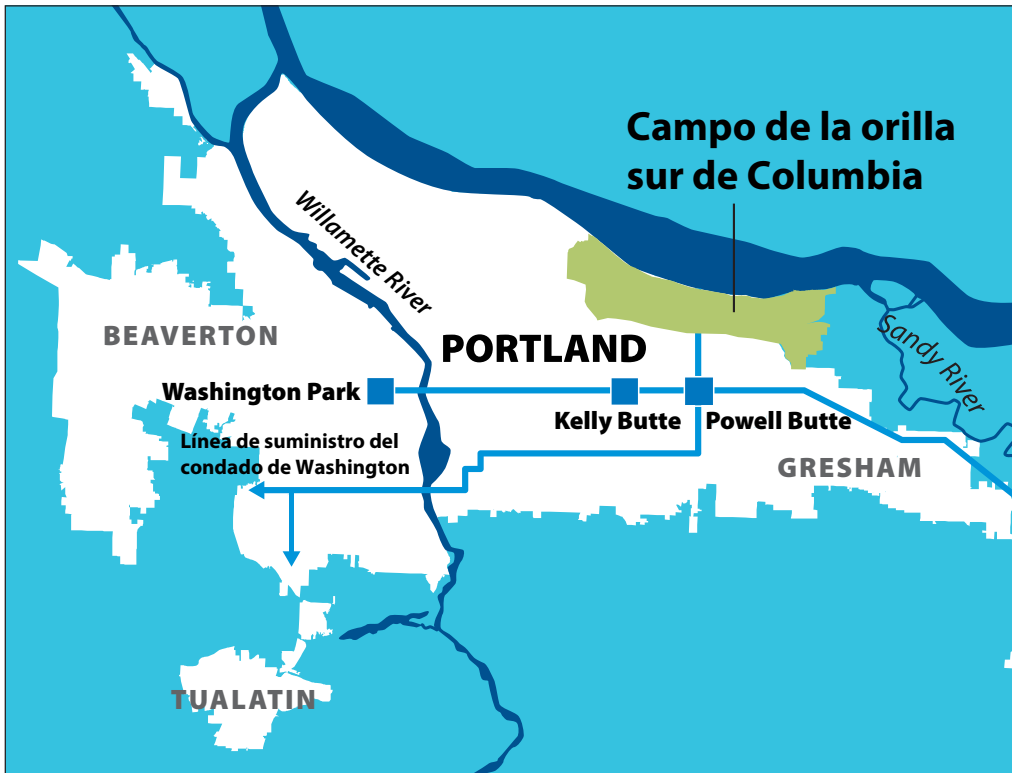 Campo de la orilla
sur de Columbia
Willamette River
BEAVERTON
Sandy River
PORTLAND
Washington Park
Kelly Butte
Powell Butte
Línea de suministro del
condado de Washington
GRESHAM
TUALATIN